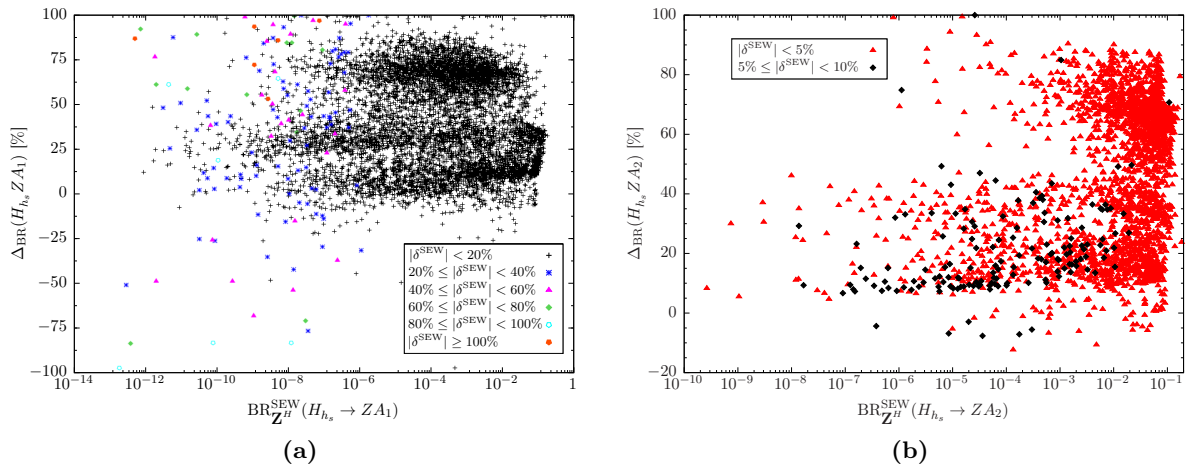 100
75
50
25
0
−25
−50
−75
−100
Δ_BR(H_{h_s} ZA_1) [%]
|δ^SEW| < 20%
20% ≤ |δ^SEW| < 40%
40% ≤ |δ^SEW| < 60%
60% ≤ |δ^SEW| < 80%
80% ≤ |δ^SEW| < 100%
|δ^SEW| ≥ 100%
10^−14 10^−12 10^−10 10^−8 10^−6 10^−4 10^−2 1
BR^SEW_{Z^H}(H_{h_s} → ZA_1)
(a)
100
80
60
40
20
0
−20
Δ_BR(H_{h_s} ZA_2) [%]
|δ^SEW| < 5%
5% ≤ |δ^SEW| < 10%
10^−10 10^−9 10^−8 10^−7 10^−6 10^−5 10^−4 10^−3 10^−2 10^−1
BR^SEW_{Z^H}(H_{h_s} → ZA_2)
(b)